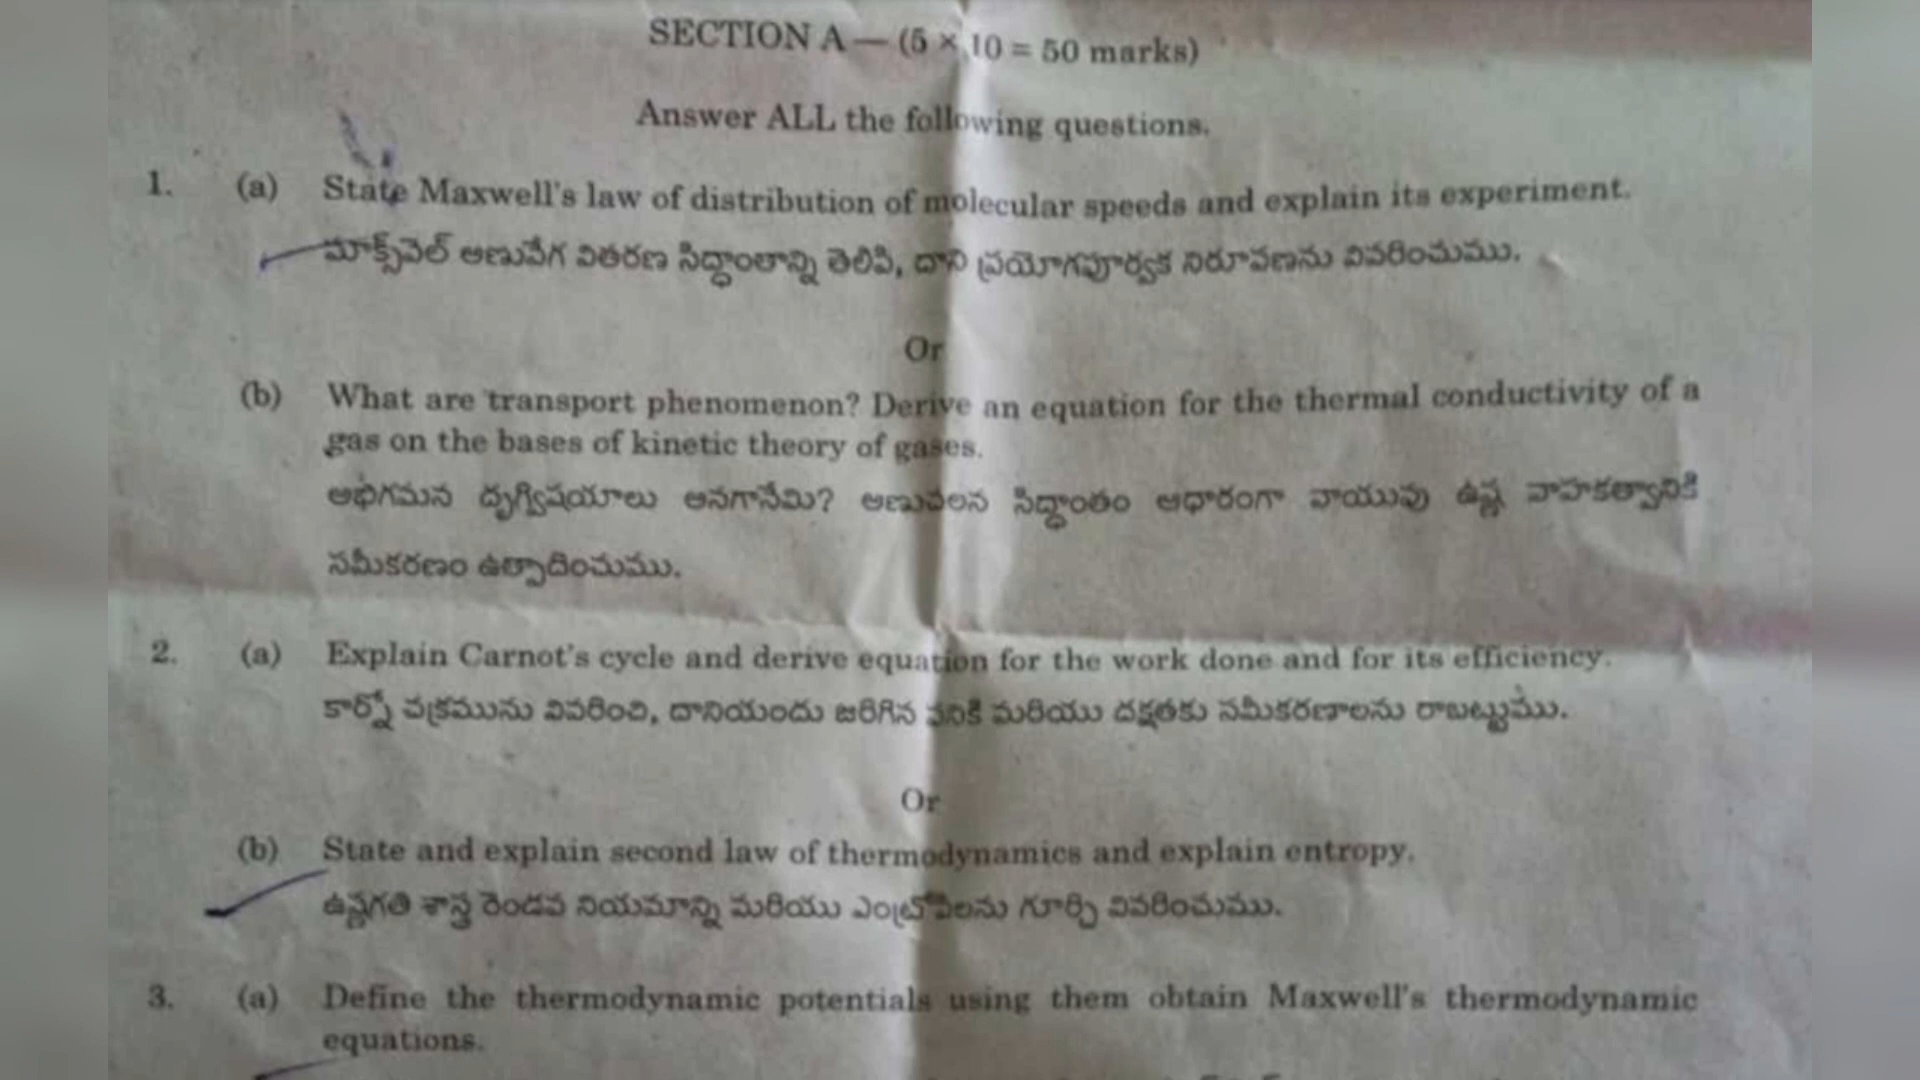 SECTION A — (5 × 10 = 50 marks)
Answer ALL the following questions.
1. (a) State Maxwell's law of distribution of molecular speeds and explain its experiment.
మాక్స్‌వెల్ అణువేగ వితరణ సిద్ధాంతాన్ని తెలిపి, దాని ప్రయోగపూర్వక నిరూపణను వివరించుము.
Or
(b) What are transport phenomenon? Derive an equation for the thermal conductivity of a
gas on the bases of kinetic theory of gases.
అభిగమన దృగ్విషయాలు అనగానేమి? అణుచలన సిద్ధాంతం ఆధారంగా వాయువు ఉష్ణ వాహకత్వానికి
సమీకరణం ఉత్పాదించుము.
2. (a) Explain Carnot's cycle and derive equation for the work done and for its efficiency.
కార్నో చక్రమును వివరించి, దానియందు జరిగిన పనికి మరియు దక్షతకు సమీకరణాలను రాబట్టుము.
Or
(b) State and explain second law of thermodynamics and explain entropy.
ఉష్ణగతి శాస్త్ర రెండవ నియమాన్ని మరియు ఎంట్రోపిలను గూర్చి వివరించుము.
3. (a) Define the thermodynamic potentials using them obtain Maxwell's thermodynamic
equations.